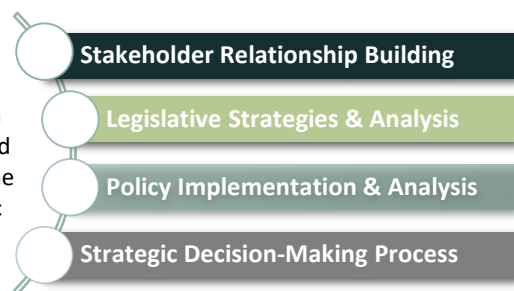 Stakeholder Relationship Building
Legislative Strategies & Analysis
Policy Implementation & Analysis
Strategic Decision-Making Process